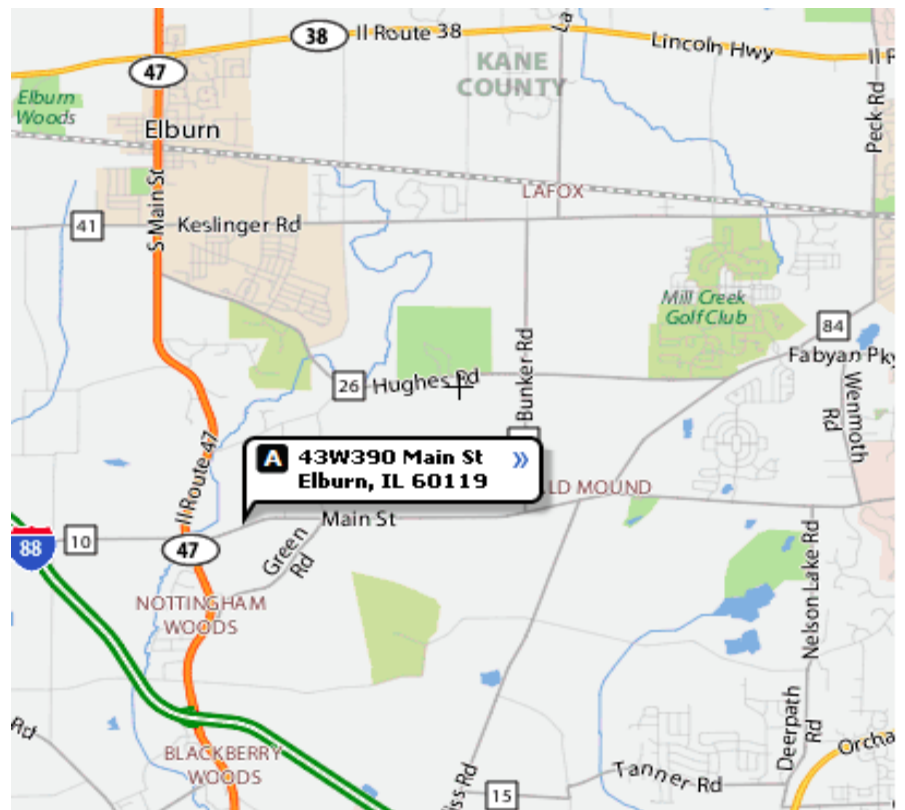 38
Il Route 38
La
Lincoln Hwy
Il R
47
KANE
COUNTY
Elburn
Woods
Elburn
Peck Rd
S Main St
LAFOX
41
Keslinger Rd
Mill Creek
Golf Club
84
Fabyan Pky
26
Hughes Rd
Bunker Rd
Wenmoth
Rd
Il Route 47
A
43W390 Main St
»
Elburn, IL 60119
LD MOUND
Main St
88
10
47
Green
Rd
Nelson Lake Rd
NOTTINGHAM
WOODS
Deerpath
Rd
Rd
Orcha
BLACKBERRY
WOODS
iss Rd
15
Tanner Rd